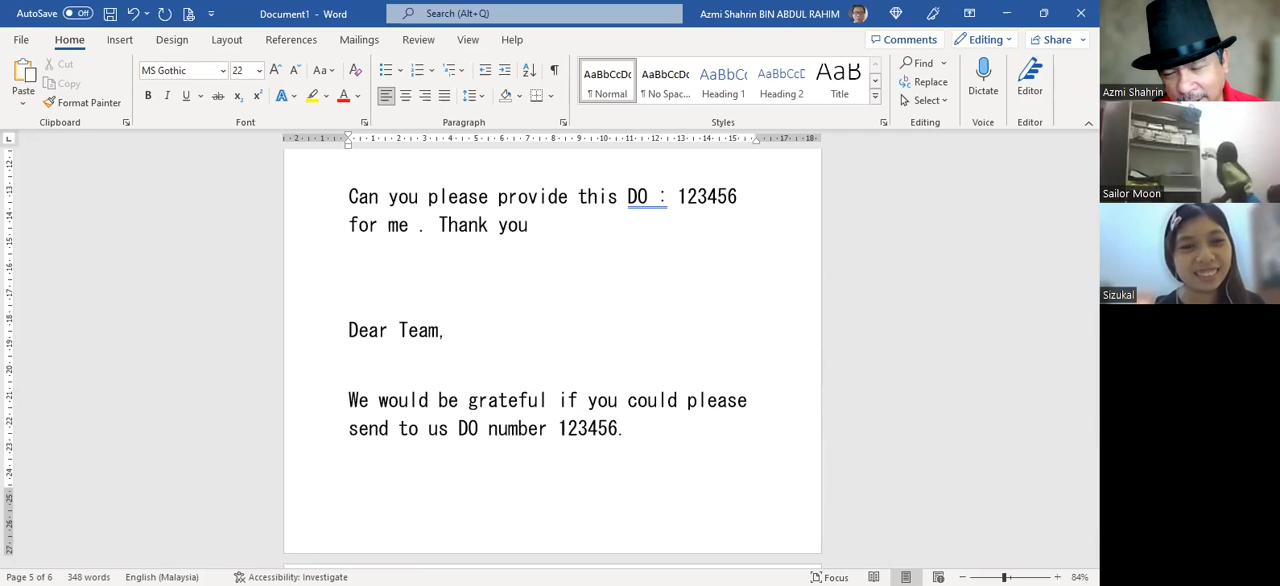 AutoSave Off Document1 - Word Search (Alt+Q) Azmi Shahrin BIN ABDUL RAHIM
File Home Insert Design Layout References Mailings Review View Help Comments Editing Share
Paste Cut Copy Format Painter
Clipboard
MS Gothic 22
Font
Paragraph
AaBbCcDc AaBbCcDc AaBbCc AaBbCcD AaB
¶ Normal ¶ No Spac... Heading 1 Heading 2 Title
Styles
Find Replace Select
Editing
Dictate
Voice
Editor
Editor
Azmi Shahrin
Sailor Moon
Sizukal
Can you please provide this DO : 123456
for me . Thank you
Dear Team,
We would be grateful if you could please
send to us DO number 123456.
Page 5 of 6 348 words English (Malaysia) Accessibility: Investigate Focus 84%